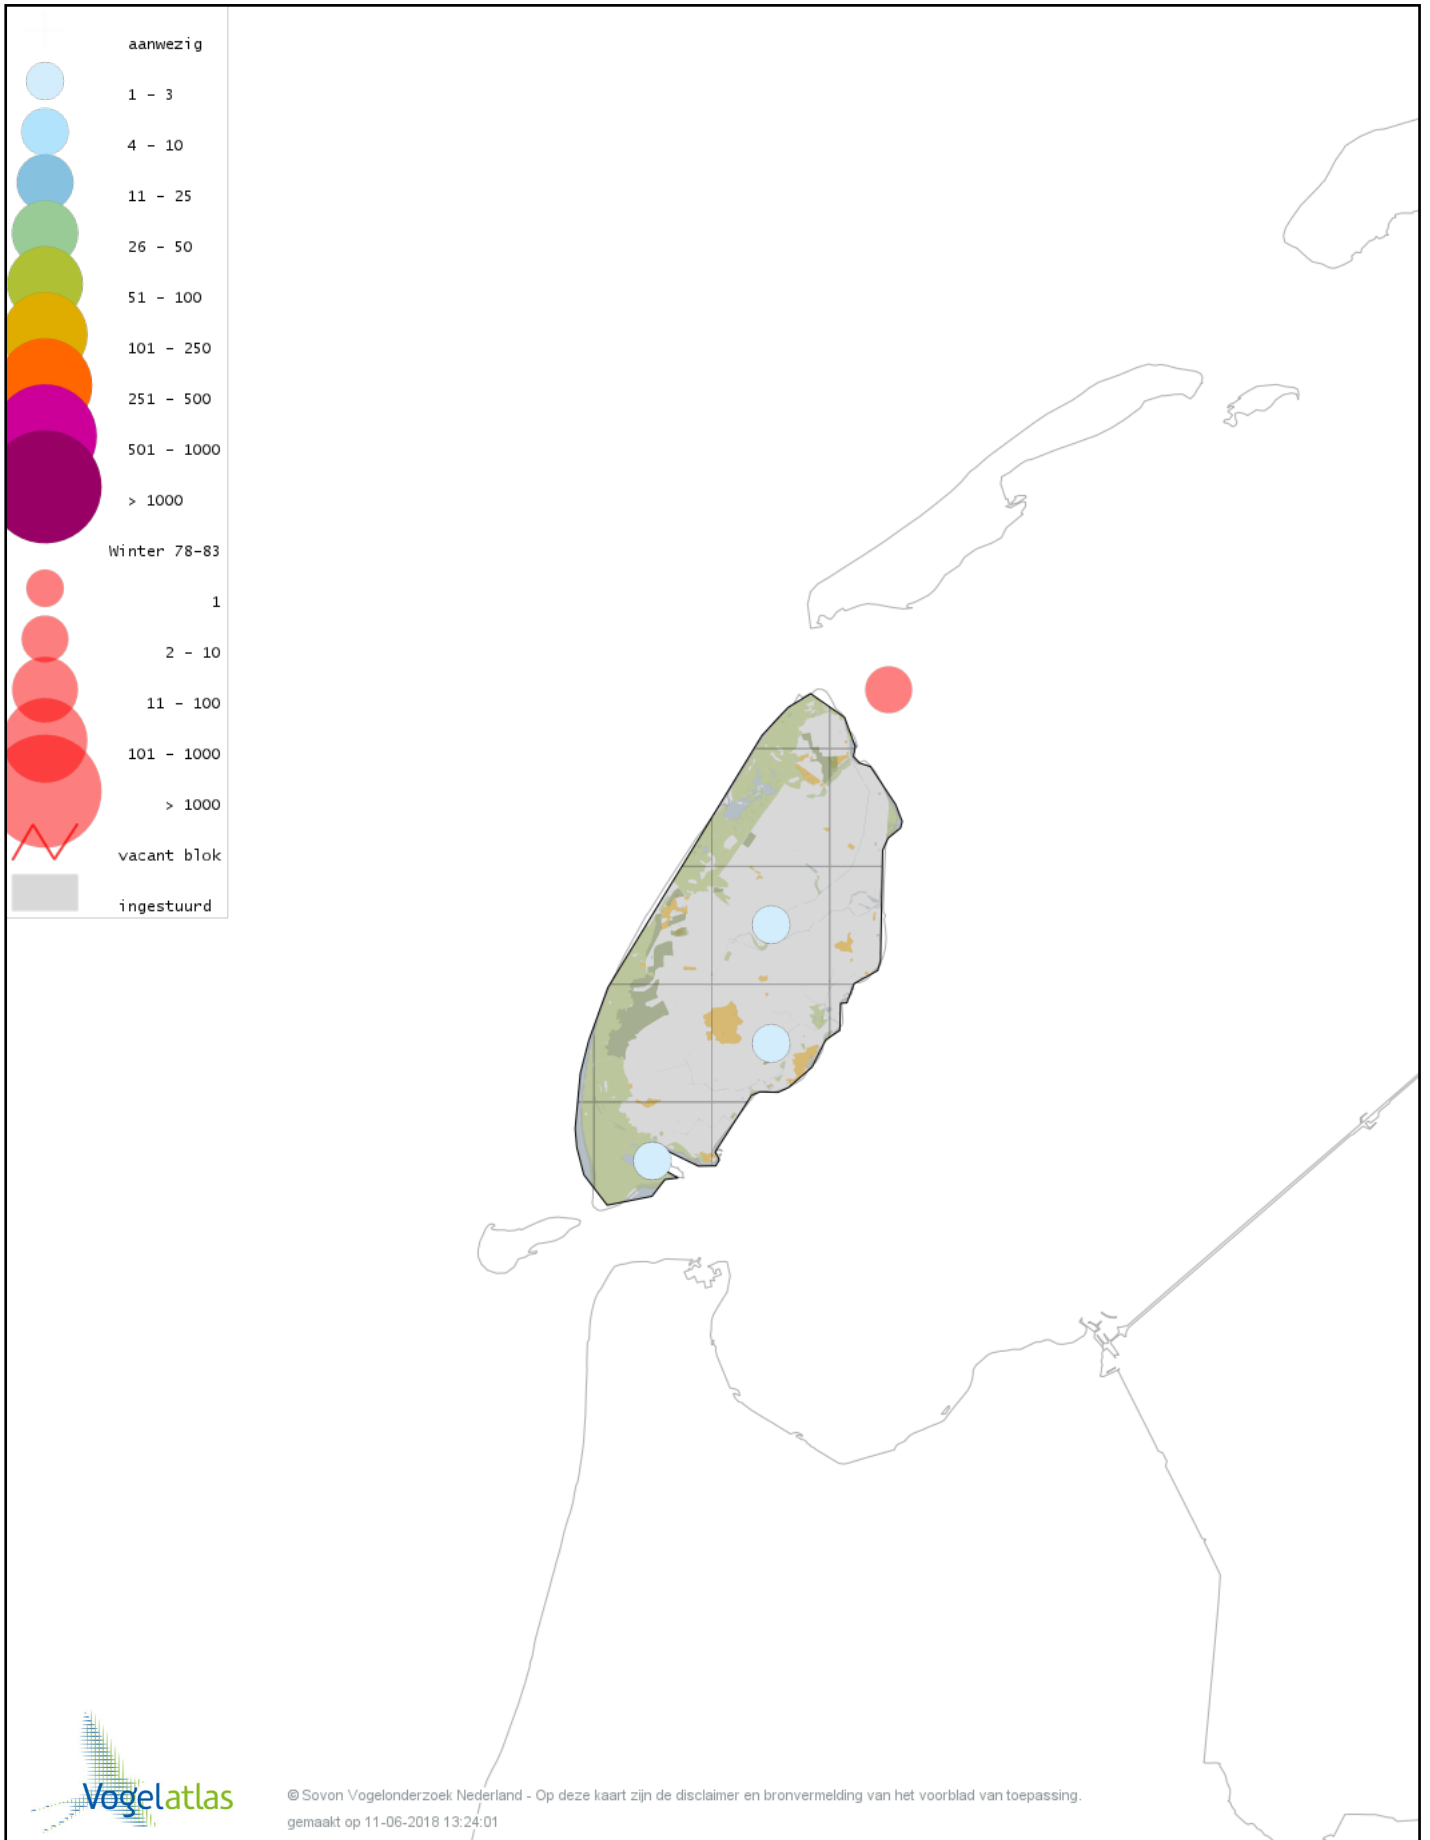 aanwezig
1 – 3
4 – 10
11 – 25
26 – 50
51 – 100
101 – 250
251 – 500
501 – 1000
> 1000
Winter 78–83
1
2 – 10
11 – 100
101 – 1000
> 1000
vacant blok
ingestuurd
Vogelatlas
© Sovon Vogelonderzoek Nederland - Op deze kaart zijn de disclaimer en bronvermelding van het voorblad van toepassing.
gemaakt op 11-06-2018 13:24:01